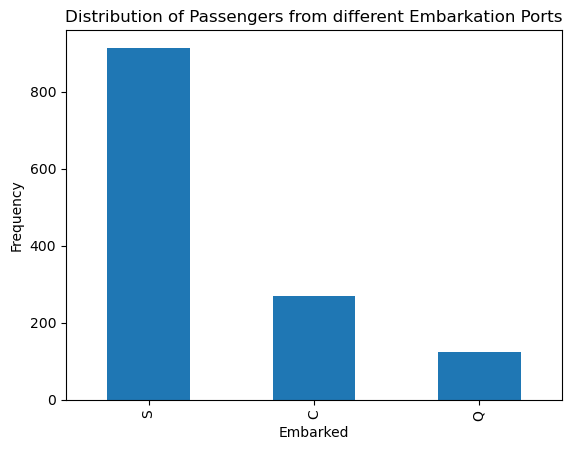 Distribution of Passengers from different Embarkation Ports
800
600
400
200
0
Frequency
S
C
Q
Embarked